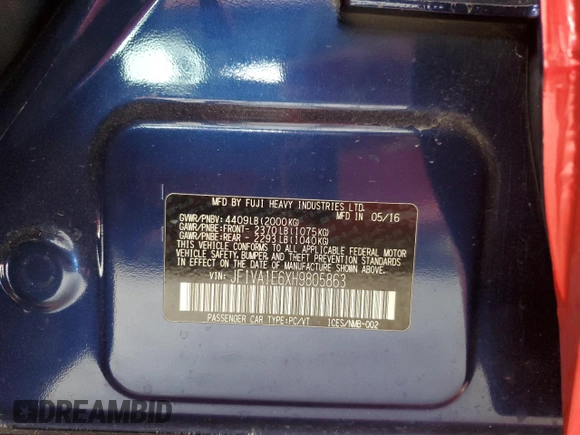 MFD BY FUJI HEAVY INDUSTRIES LTD.
GVWR/PNBV: 4409LB(2000KG) MFD IN 05/16
GAWR/PNBE:FRONT- 2370LB(1075KG)
GAWR/PNBE:REAR - 2293LB(1040KG)
THIS VEHICLE CONFORMS TO ALL APPLICABLE FEDERAL MOTOR
VEHICLE SAFETY, BUMPER, AND THEFT PREVENTION STANDARDS
IN EFFECT ON THE DATE OF MANUFACTURE SHOWN ABOVE.
VIN: JF1VA1E6XH9805863
PASSENGER CAR TYPE:PC/VT ICES/NMB-002
DREAMBID